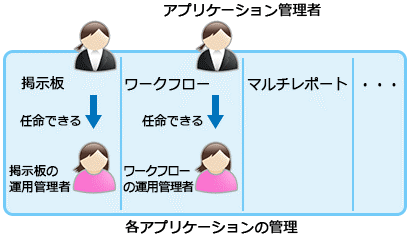 アプリケーション管理者
掲示板
ワークフロー
マルチレポート
・・・
任命できる
任命できる
掲示板の
運用管理者
ワークフロー
の運用管理者
各アプリケーションの管理